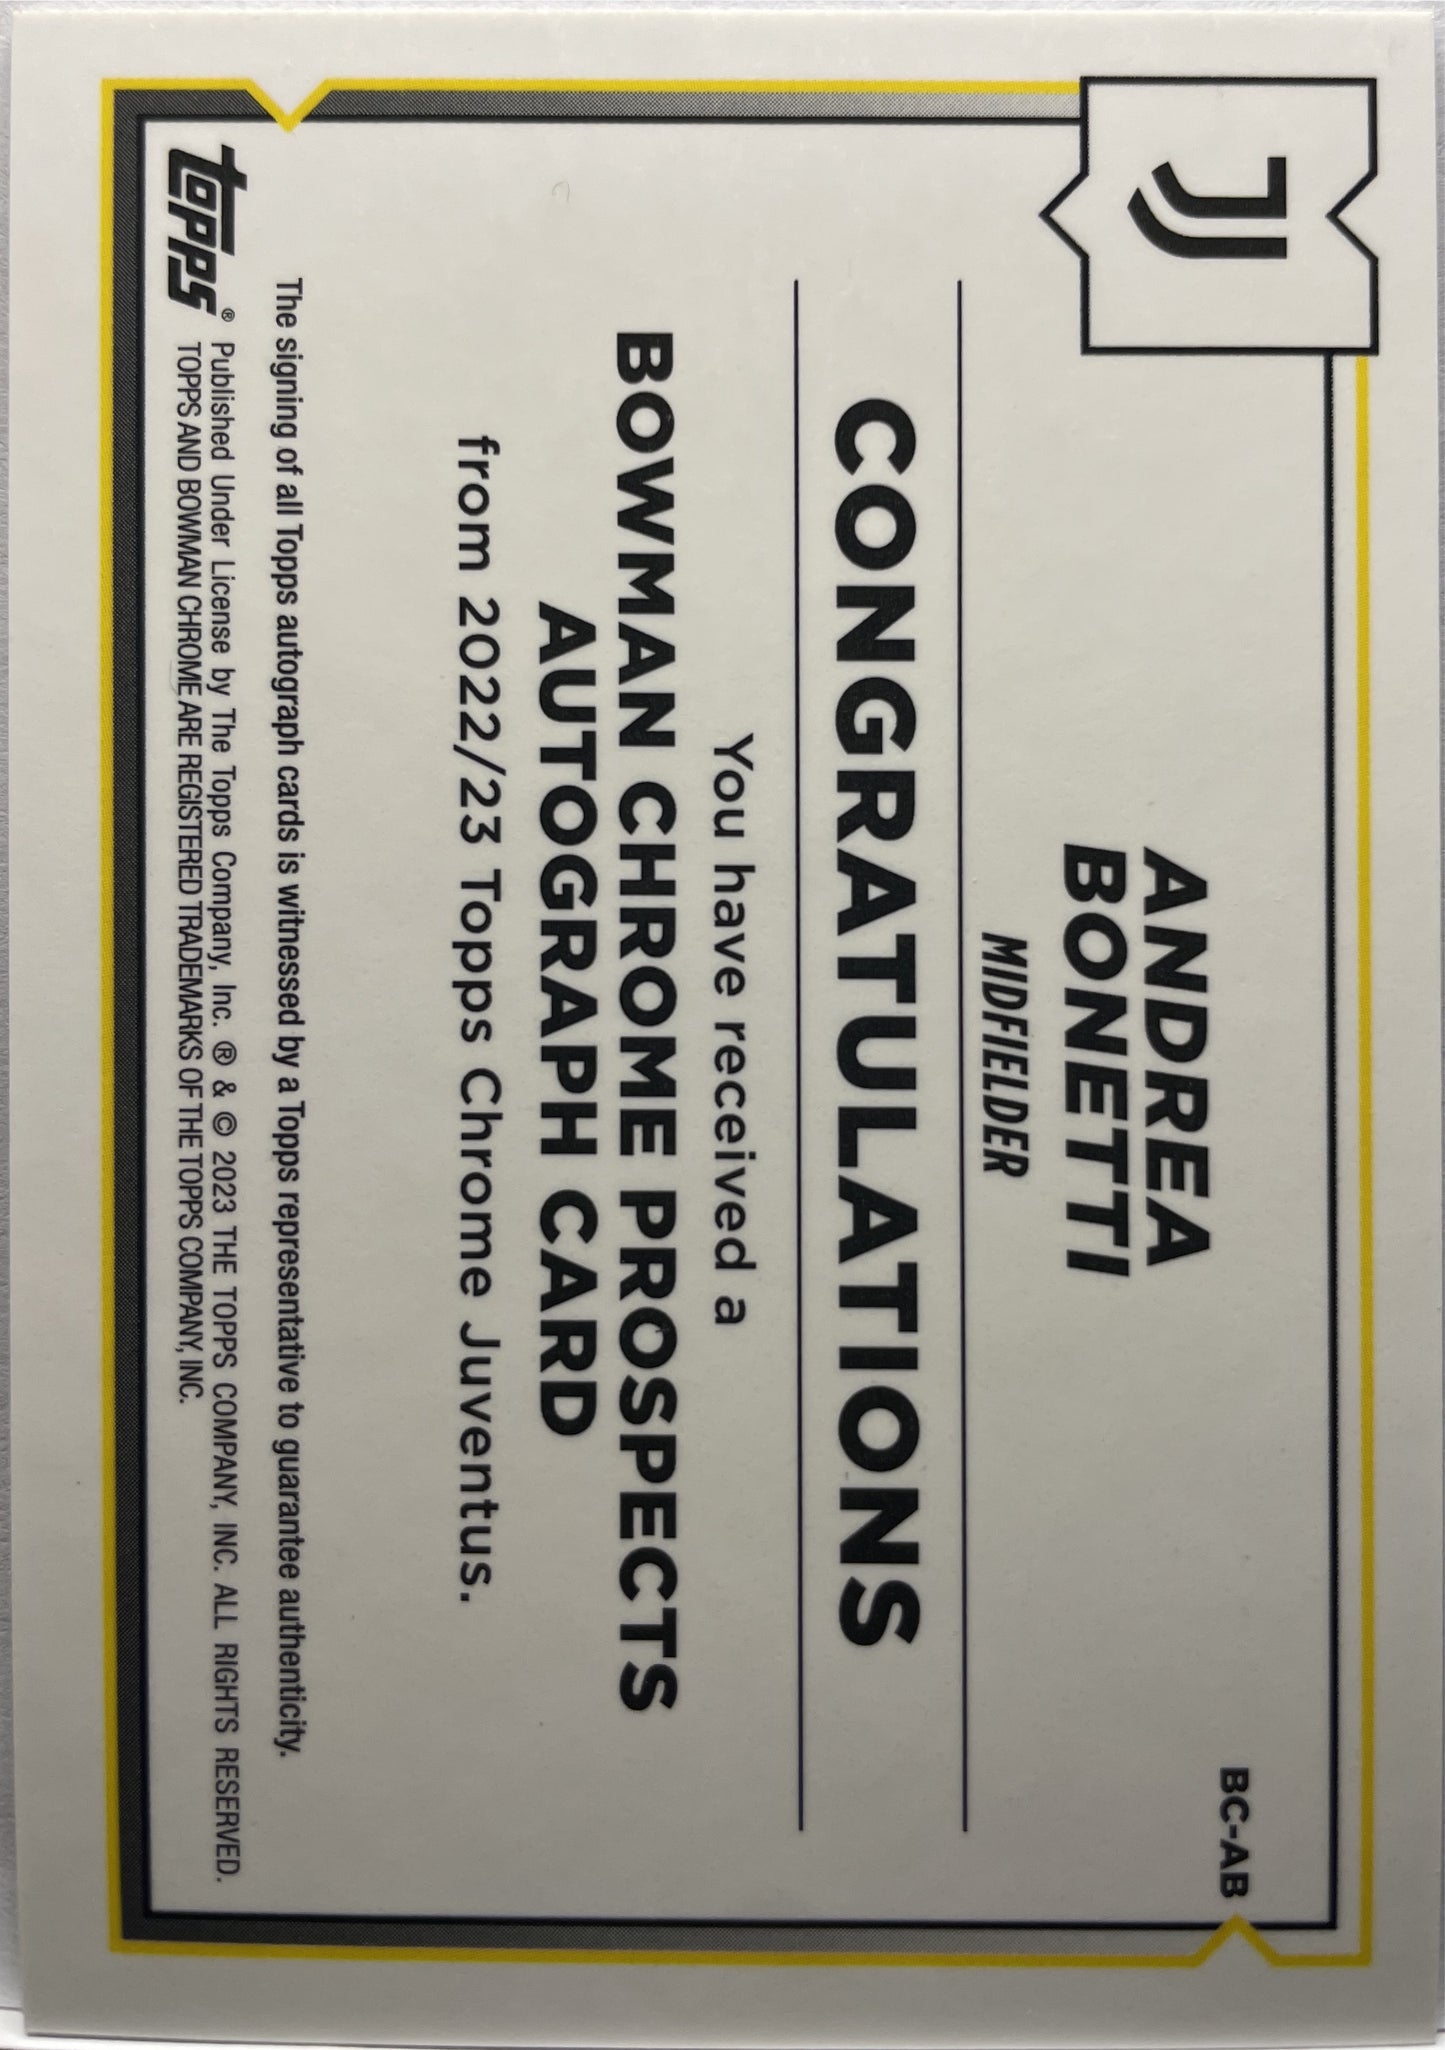 BC-AB
ANDREA
BONETTI
MIDFIELDER
CONGRATULATIONS
You have received a
BOWMAN CHROME PROSPECTS
AUTOGRAPH CARD
from 2022/23 Topps Chrome Juventus.
The signing of all Topps autograph cards is witnessed by a Topps representative to guarantee authenticity.
topps® Published Under License by The Topps Company, Inc. ® & © 2023 THE TOPPS COMPANY, INC. ALL RIGHTS RESERVED.
TOPPS AND BOWMAN CHROME ARE REGISTERED TRADEMARKS OF THE TOPPS COMPANY, INC.